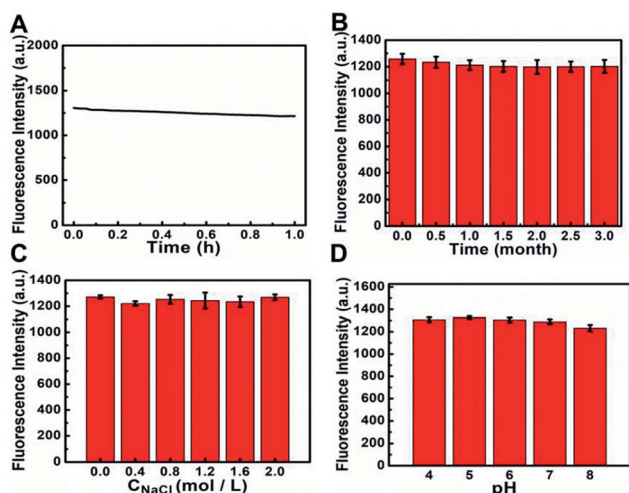 A
Fluorescence Intensity (a.u.)
2000
1500
1250
500
0
0.0 0.2 0.4 0.6 0.8 1.0
Time (h)
B
Fluorescence Intensity (a.u.)
1400
1200
1000
800
600
400
200
0
0.0 0.5 1.0 1.5 2.0 2.5 3.0
Time (month)
C
Fluorescence Intensity (a.u.)
1400
1200
1000
800
600
400
200
0
0.0 0.4 0.8 1.2 1.6 2.0
CNaCl (mol / L)
D
Fluorescence Intensity (a.u.)
1600
1400
1200
1000
800
600
400
200
0
4 5 6 7 8
pH